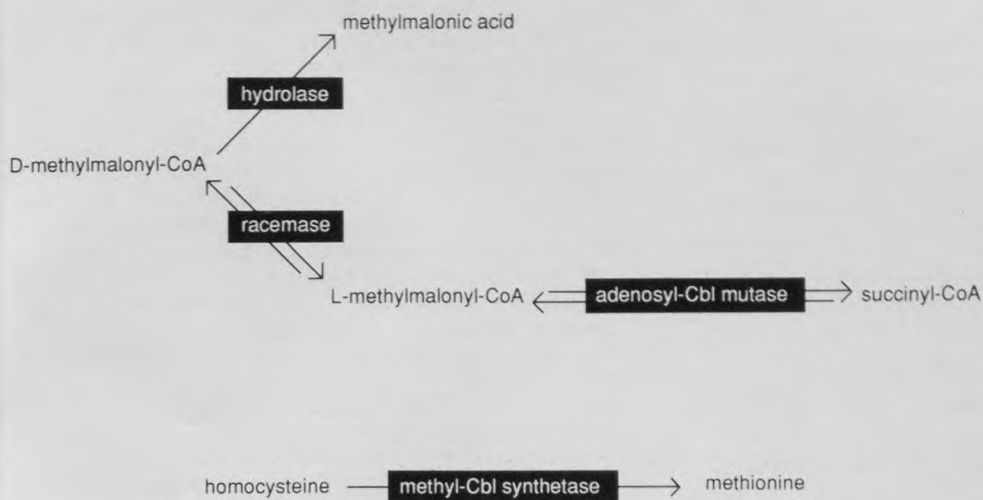 methylmalonic acid
hydrolase
D-methylmalonyl-CoA
racemase
L-methylmalonyl-CoA
adenosyl-Cbl mutase
succinyl-CoA
homocysteine
methyl-Cbl synthetase
methionine